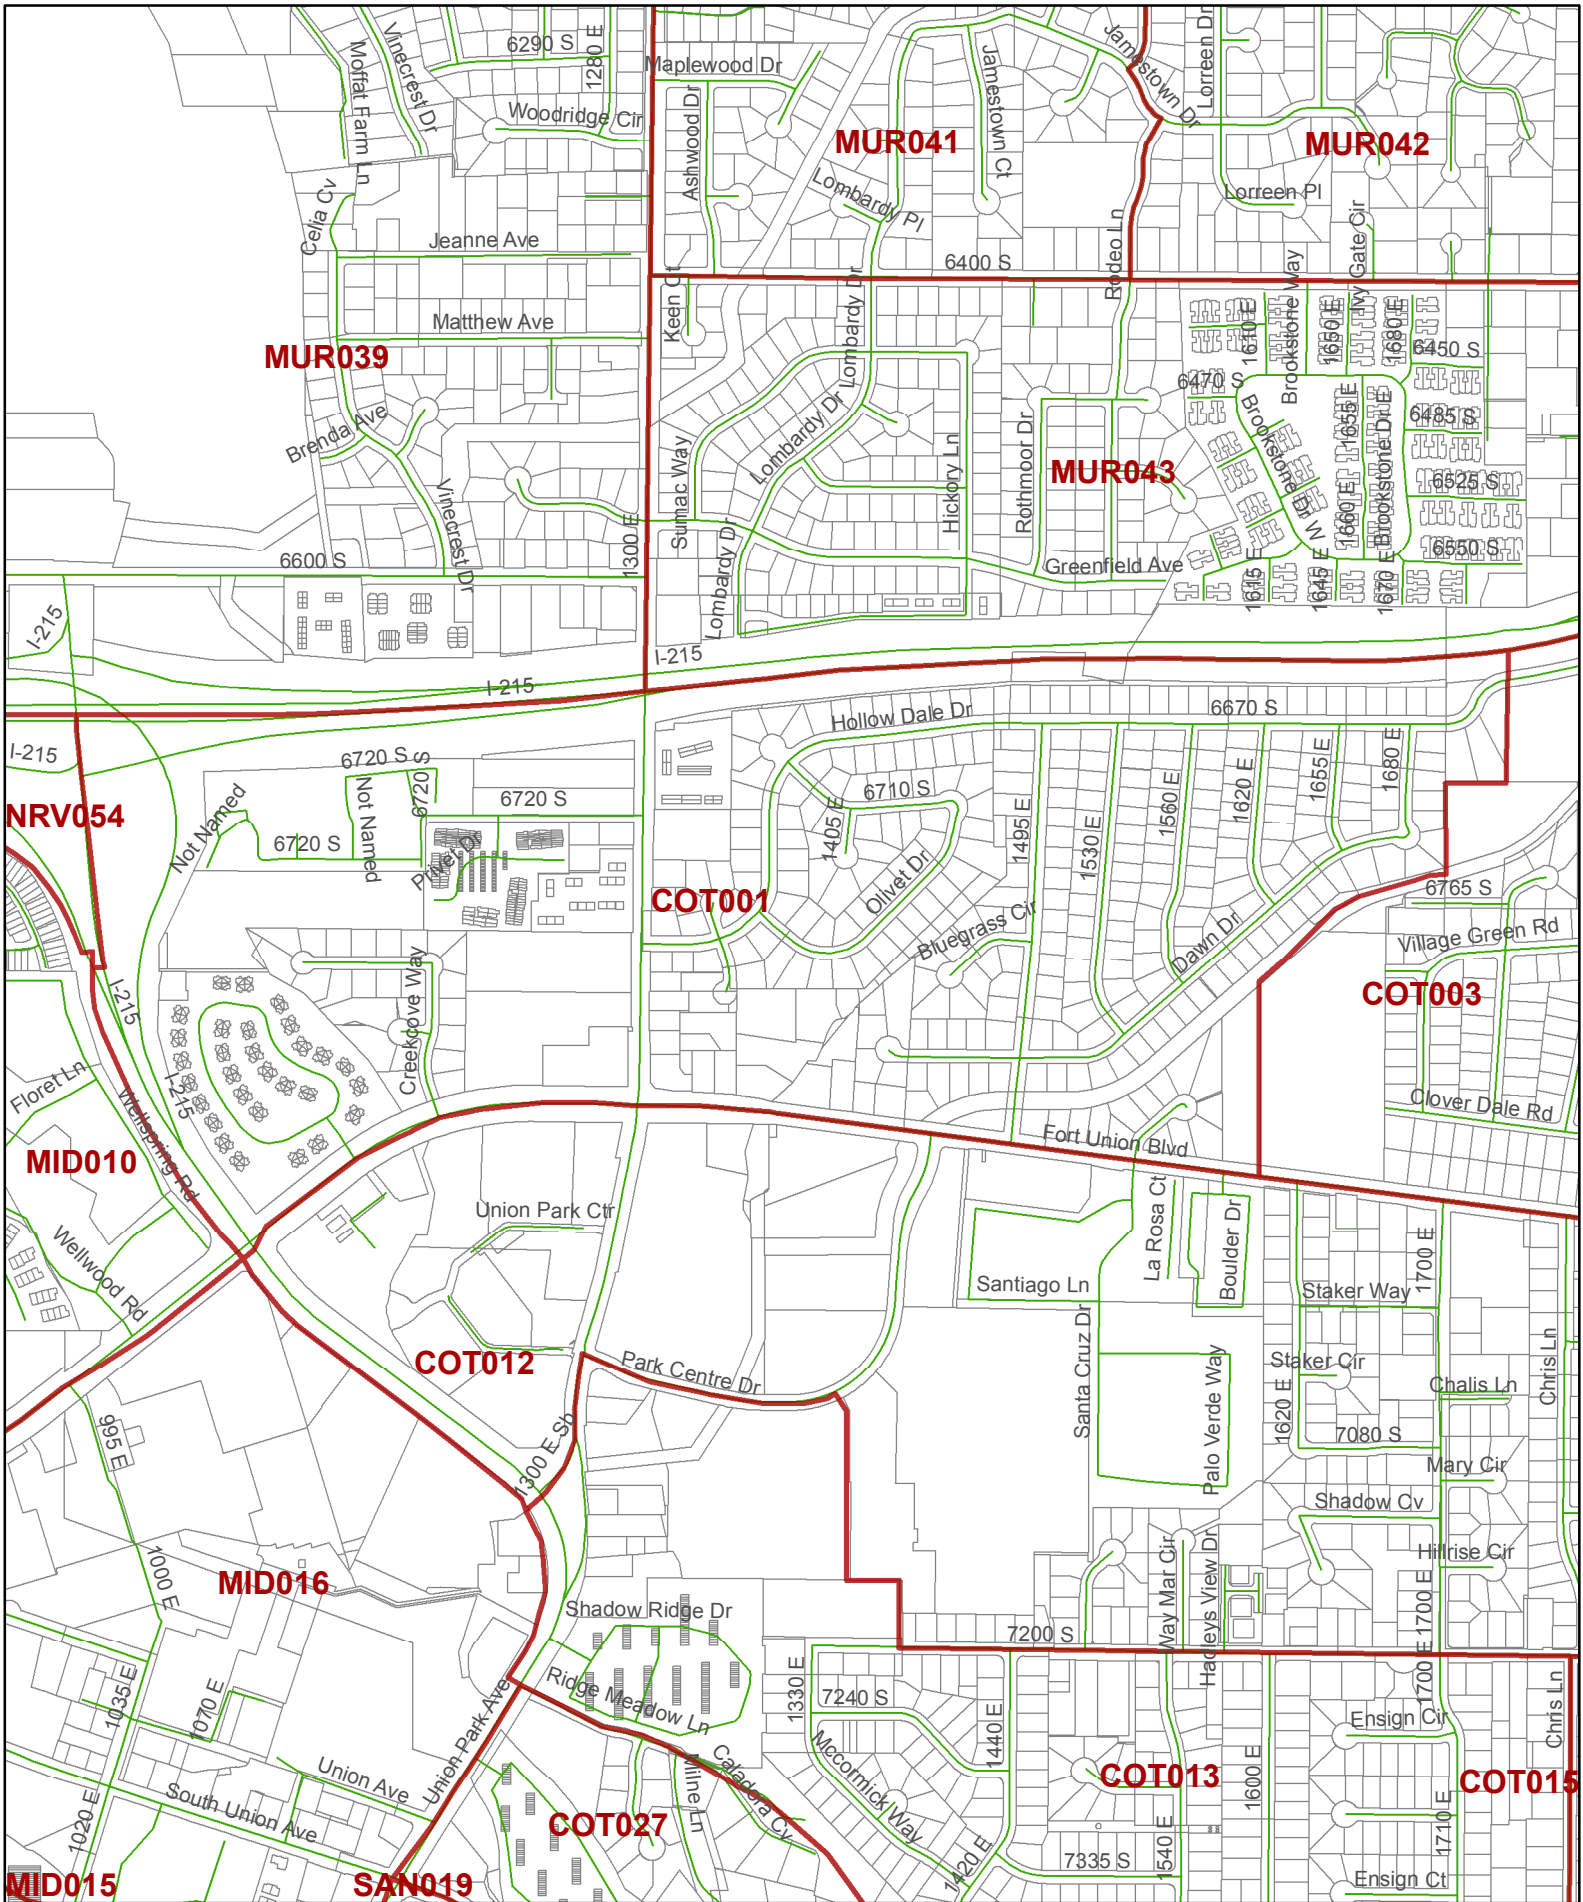 6290 S
1280 E
Moffat Farm Ln
Vinecrest Dr
Maplewood Dr
Jamestown Dr
Jamestown Ct
Lorreen Dr
Woodridge Cir
Ashwood Dr
MUR041
MUR042
Celia Cv
Lombardy Pl
Lorreen Pl
Jeanne Ave
6400 S
Rodeo Ln
Brookstone Way
Ivy Gate Cir
Keen Ct
Lombardy Dr
Matthew Ave
MUR039
1610 E
1650 E
1680 E
6450 S
6470 S
Brenda Ave
Sumac Way
Lombardy Dr
Hickory Ln
Rothmoor Dr
MUR043
Brookstone Dr W
1655 E
Brookstone Dr E
6485 S
6525 S
1660 E
Vinecrest Dr
1300 E
6600 S
Lombardy Dr
Greenfield Ave
1615 E
1645 E
1670 E
6550 S
I-215
I-215
I-215
Hollow Dale Dr
6670 S
I-215
6720 S
6720 S
Not Named
Not Named
6720 S
6710 S
1405 E
1495 E
1530 E
1560 E
1620 E
1655 E
1680 E
NRV054
6720 S
Privet Dr
COT001
Olivet Dr
Bluegrass Cir
Dawn Dr
6765 S
Village Green Rd
COT003
I-215
Creekcove Way
Floret Ln
I-215
Wellspring Rd
Clover Dale Rd
MID010
Fort Union Blvd
Union Park Ctr
La Rosa Ct
Boulder Dr
1700 E
Wellwood Rd
Santiago Ln
Staker Way
Santa Cruz Dr
COT012
Park Centre Dr
Palo Verde Way
Staker Cir
1620 E
Chalis Ln
Chris Ln
995 E
1300 E Sb
7080 S
Mary Cir
Shadow Cv
1000 E
MID016
Way Mar Cir
Hadleys View Dr
Hillrise Cir
1700 E
Shadow Ridge Dr
7200 S
1035 E
1070 E
Union Park Ave
Ridge Meadow Ln
1330 E
7240 S
1440 E
1700 E
Ensign Cir
Chris Ln
Union Ave
South Union Ave
1020 E
COT027
Milne Ln
Caladora Cv
Mccormick Way
COT013
1600 E
COT015
1420 E
7335 S
1540 E
1710 E
Ensign Ct
MID015
SAN019